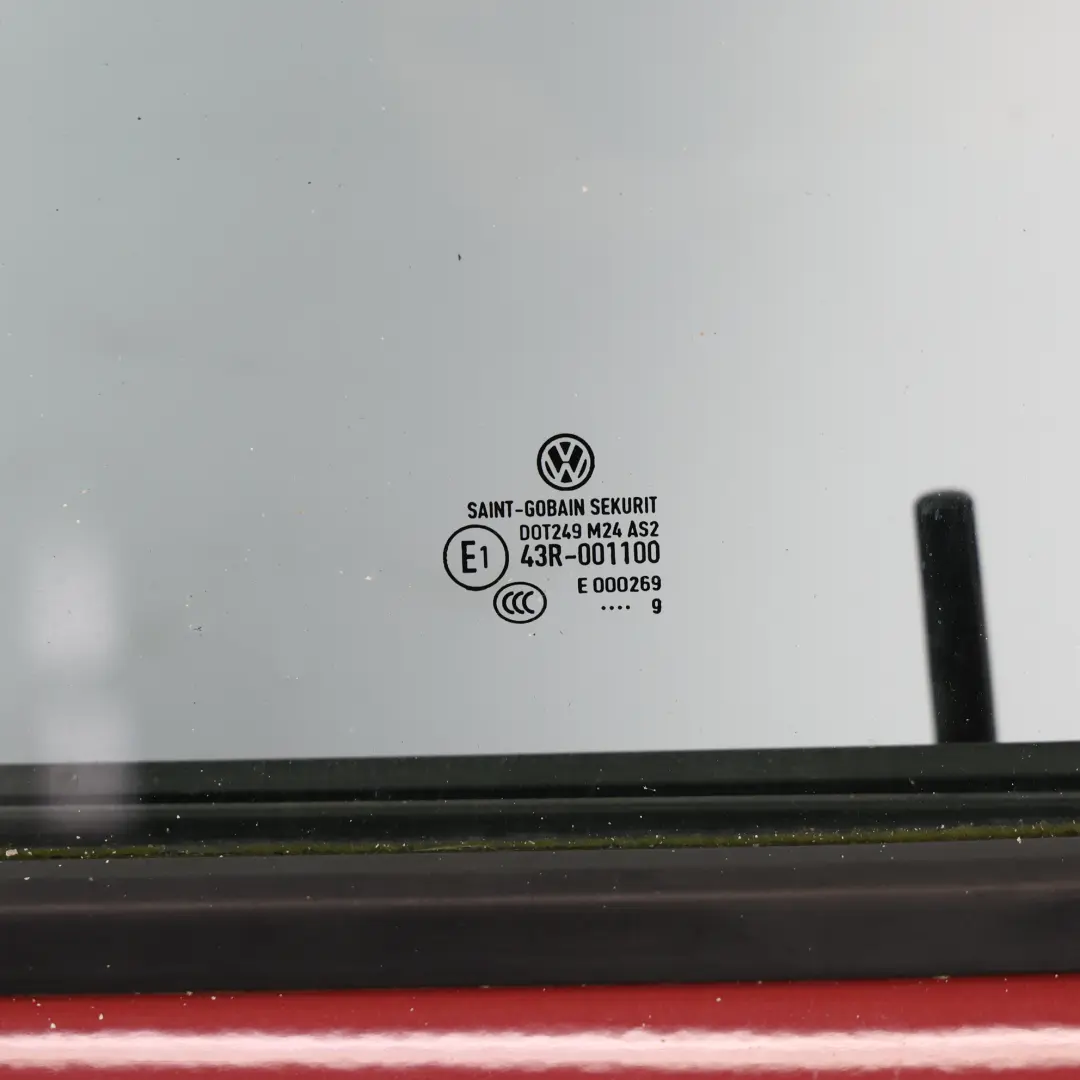 SAINT-GOBAIN SEKURIT
DOT249 M24 AS2
E1 43R-001100
E 000269
CCC
.... 9